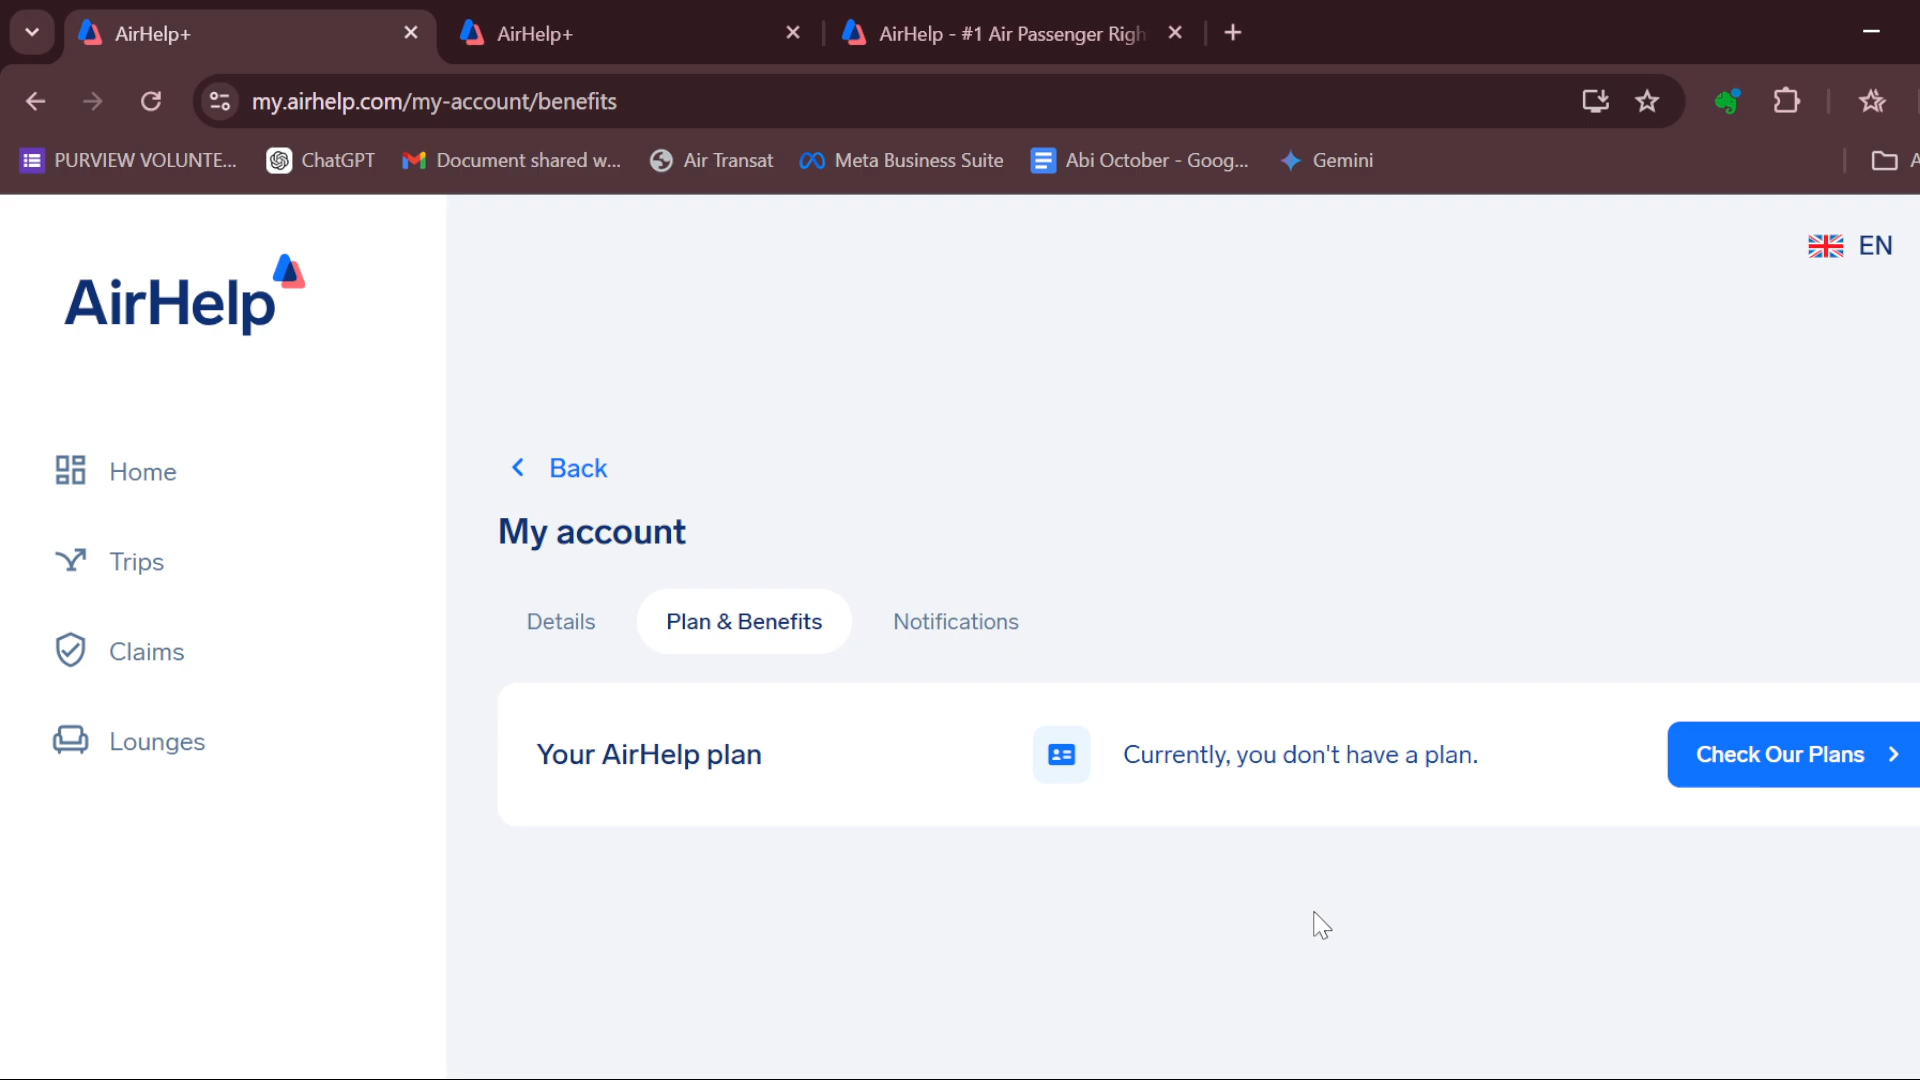 AirHelp+
AirHelp+
AirHelp - #1 Air Passenger Righ
my.airhelp.com/my-account/benefits
PURVIEW VOLUNTE...
ChatGPT
Document shared w...
Air Transat
Meta Business Suite
Abi October - Goog...
Gemini
A
EN
AirHelp
Home
Trips
Claims
Lounges
Back
My account
Details
Plan & Benefits
Notifications
Your AirHelp plan
Currently, you don't have a plan.
Check Our Plans